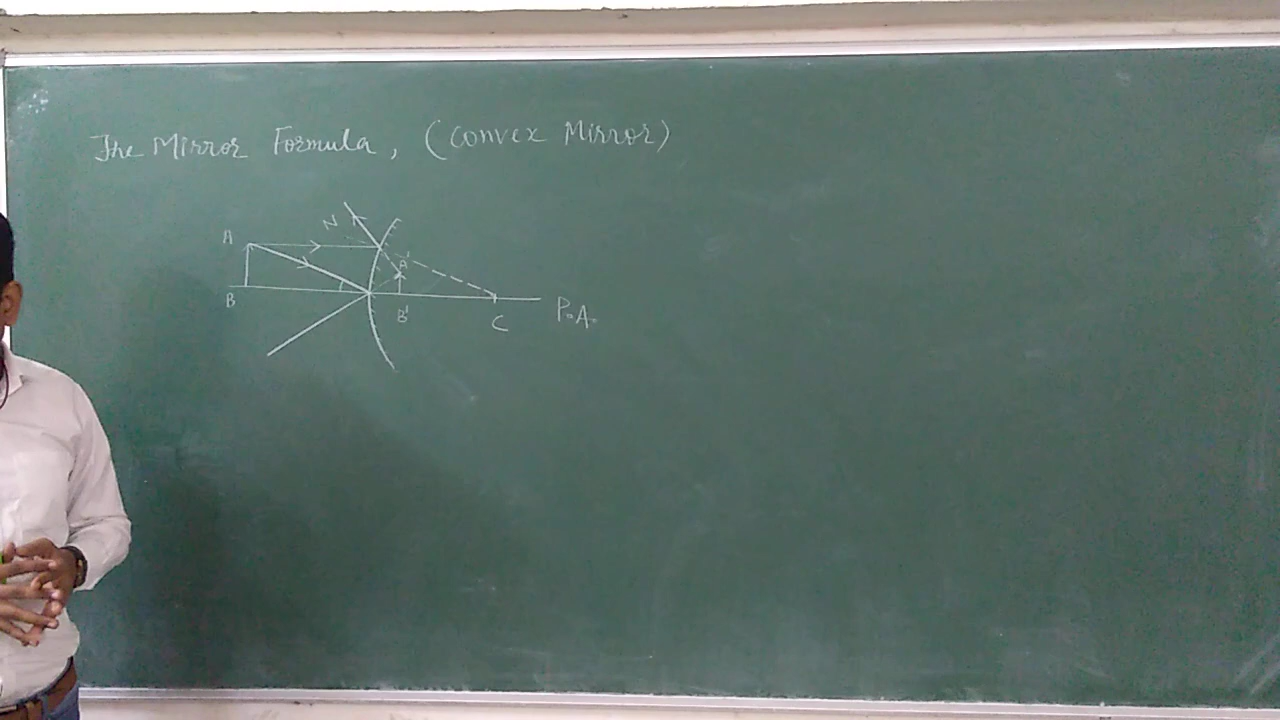 The Mirror Formula, (Convex Mirror)
N
A
A'
B
B'
C
P.A.